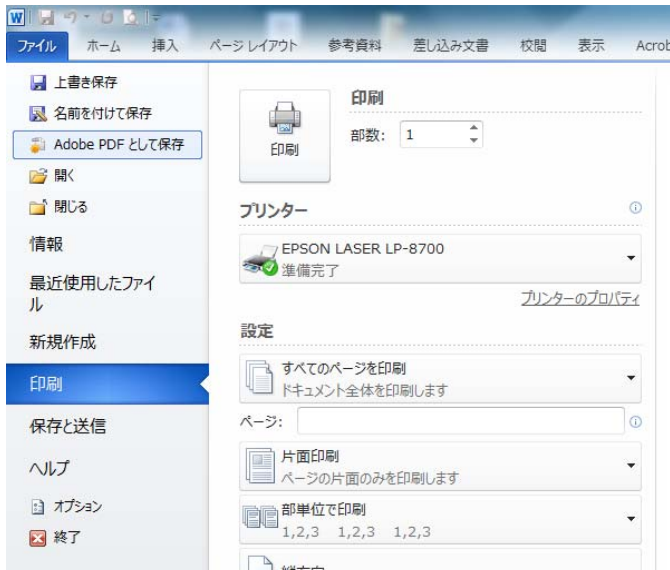 ファイル ホーム 挿入 ページ レイアウト 参考資料 差し込み文書 校閲 表示 Acrob
上書き保存
名前を付けて保存
Adobe PDF として保存
開く
閉じる
情報
最近使用したファイ
ル
新規作成
印刷
保存と送信
ヘルプ
オプション
終了
印刷
印刷
部数: 1
プリンター
EPSON LASER LP-8700
準備完了
プリンターのプロパティ
設定
すべてのページを印刷
ドキュメント全体を印刷します
ページ:
片面印刷
ページの片面のみを印刷します
部単位で印刷
1,2,3 1,2,3 1,2,3